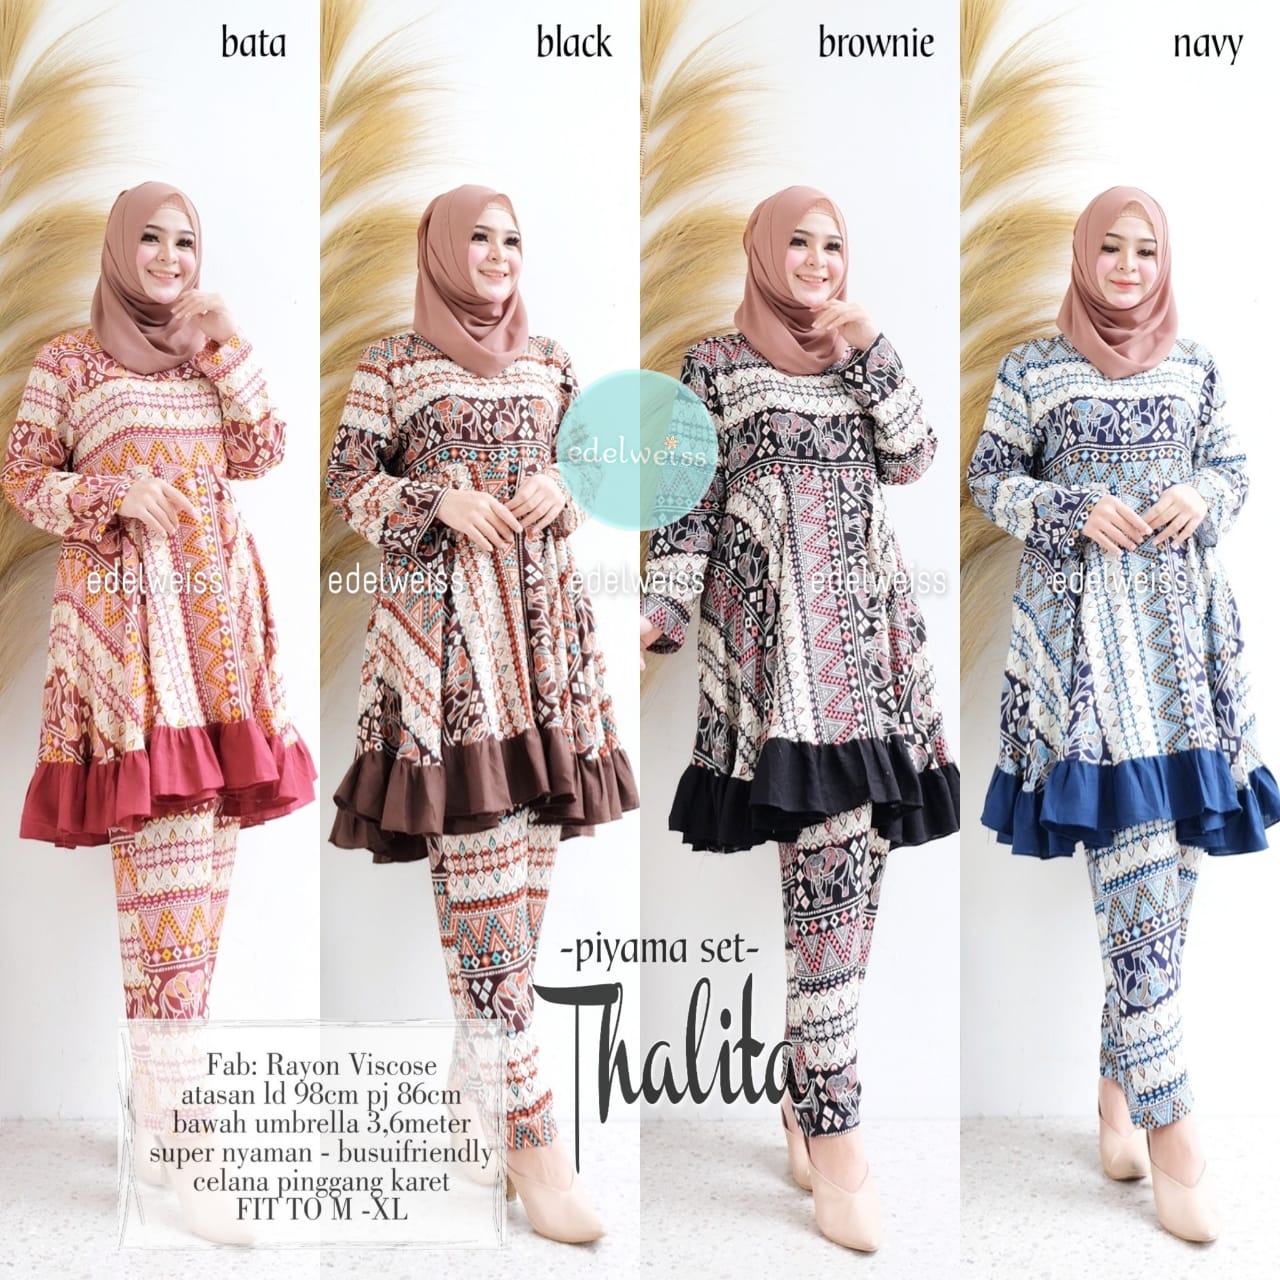 bata
black
brownie
navy
edelweiss
edelweiss
edelweiss
edelweiss
edelweiss
edelweiss
-piyama set-
Thalita
Fab: Rayon Viscose
atasan ld 98cm pj 86cm
bawah umbrella 3,6meter
super nyaman - busuifriendly
celana pinggang karet
FIT TO M -XL